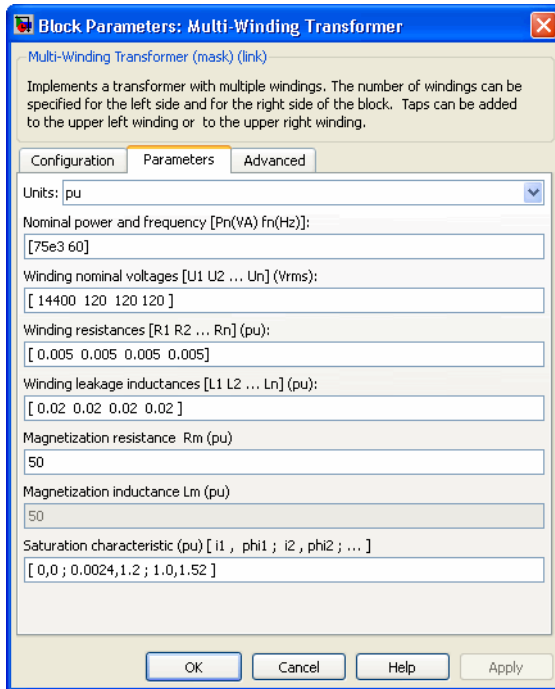 Block Parameters: Multi-Winding Transformer
Multi-Winding Transformer (mask) (link)
Implements a transformer with multiple windings. The number of windings can be
specified for the left side and for the right side of the block. Taps can be added
to the upper left winding or to the upper right winding.
Configuration Parameters Advanced
Units: pu
Nominal power and frequency [Pn(VA) fn(Hz)]:
[75e3 60]
Winding nominal voltages [U1 U2 ... Un] (Vrms):
[ 14400 120 120 120 ]
Winding resistances [R1 R2 ... Rn] (pu):
[ 0.005 0.005 0.005 0.005]
Winding leakage inductances [L1 L2 ... Ln] (pu):
[ 0.02 0.02 0.02 0.02 ]
Magnetization resistance Rm (pu)
50
Magnetization inductance Lm (pu)
50
Saturation characteristic (pu) [ i1 , phi1 ; i2 , phi2 ; ... ]
[ 0,0 ; 0.0024,1.2 ; 1.0,1.52 ]
OK Cancel Help Apply